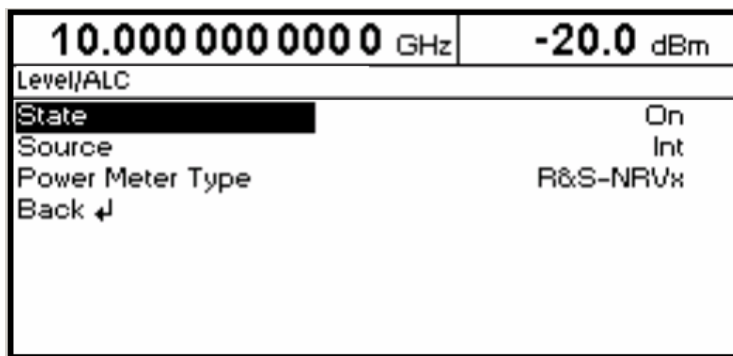 10.000 000 000 0 GHz -20.0 dBm
Level/ALC
State On
Source Int
Power Meter Type R&S-NRVx
Back ↲